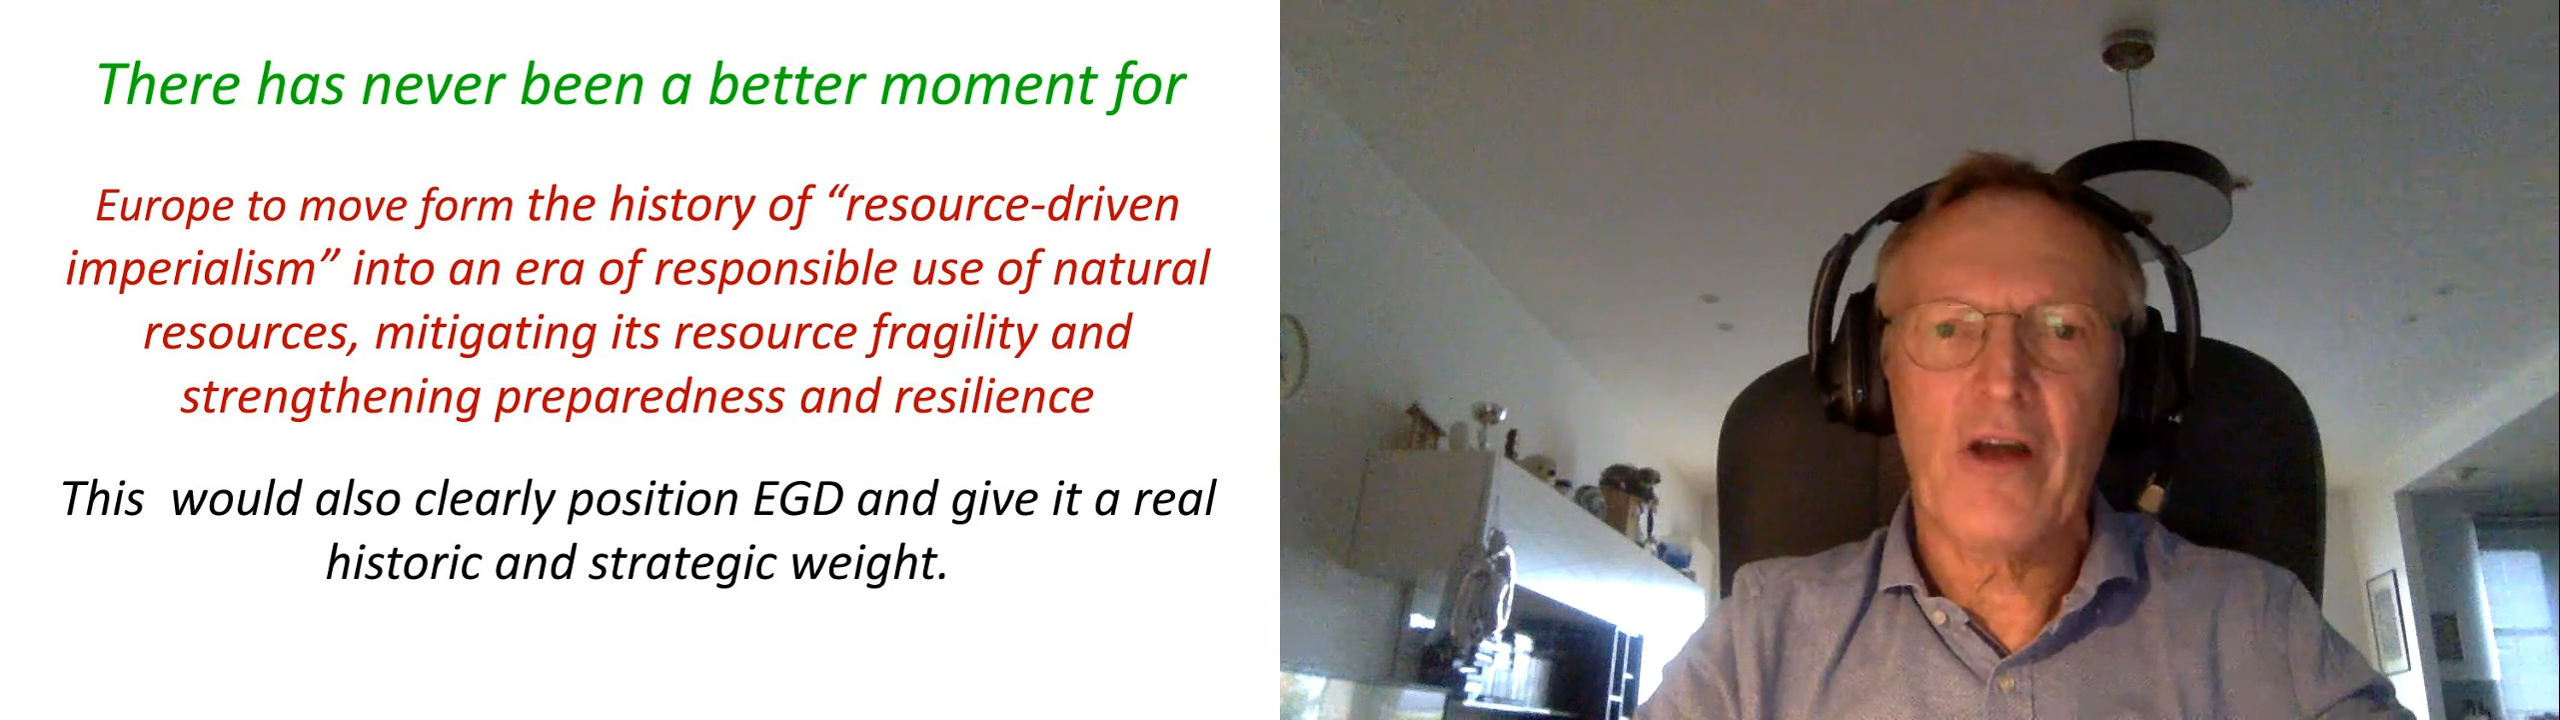 There has never been a better moment for
Europe to move form the history of “resource-driven
imperialism” into an era of responsible use of natural
resources, mitigating its resource fragility and
strengthening preparedness and resilience
This  would also clearly position EGD and give it a real
historic and strategic weight.